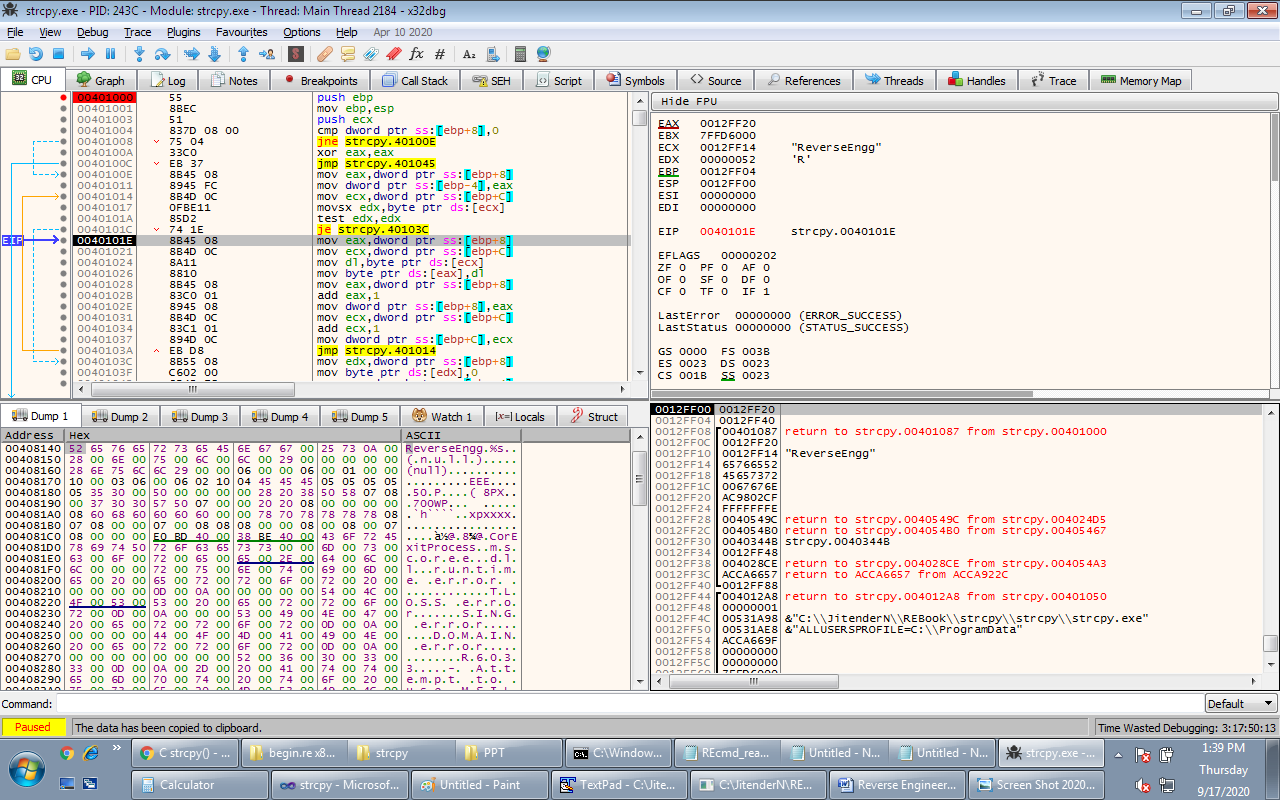 strcpy.exe - PID: 243C - Module: strcpy.exe - Thread: Main Thread 2184 - x32dbg
File View Debug Trace Plugins Favourites Options Help Apr 10 2020
CPU Graph Log Notes Breakpoints Call Stack SEH Script Symbols Source References Threads Handles Trace Memory Map
00401000 55 push ebp
00401001 8BEC mov ebp,esp
00401003 51 push ecx
00401004 837D 08 00 cmp dword ptr ss:[ebp+8],0
00401008 75 04 jne strcpy.40100E
0040100A 33C0 xor eax,eax
0040100C EB 37 jmp strcpy.401045
0040100E 8B45 08 mov eax,dword ptr ss:[ebp+8]
00401011 8945 FC mov dword ptr ss:[ebp-4],eax
00401014 8B4D 0C mov ecx,dword ptr ss:[ebp+C]
00401017 0FBE11 movsx edx,byte ptr ds:[ecx]
0040101A 85D2 test edx,edx
0040101C 74 1E je strcpy.40103C
EIP 0040101E 8B45 08 mov eax,dword ptr ss:[ebp+8]
00401021 8B4D 0C mov ecx,dword ptr ss:[ebp+C]
00401024 8A11 mov dl,byte ptr ds:[ecx]
00401026 8810 mov byte ptr ds:[eax],dl
00401028 8B45 08 mov eax,dword ptr ss:[ebp+8]
0040102B 83C0 01 add eax,1
0040102E 8945 08 mov dword ptr ss:[ebp+8],eax
00401031 8B4D 0C mov ecx,dword ptr ss:[ebp+C]
00401034 83C1 01 add ecx,1
00401037 894D 0C mov dword ptr ss:[ebp+C],ecx
0040103A EB D8 jmp strcpy.401014
0040103C 8B55 08 mov edx,dword ptr ss:[ebp+8]
0040103F C602 00 mov byte ptr ds:[edx],0
Hide FPU
EAX 0012FF20
EBX 7FFD6000
ECX 0012FF14 "ReverseEngg"
EDX 00000052 'R'
EBP 0012FF04
ESP 0012FF00
ESI 00000000
EDI 00000000
EIP 0040101E strcpy.0040101E
EFLAGS 00000202
ZF 0 PF 0 AF 0
OF 0 SF 0 DF 0
CF 0 TF 0 IF 1
LastError 00000000 (ERROR_SUCCESS)
LastStatus 00000000 (STATUS_SUCCESS)
GS 0000 FS 003B
ES 0023 DS 0023
CS 001B SS 0023
Dump 1 Dump 2 Dump 3 Dump 4 Dump 5 Watch 1 Locals Struct
Address Hex ASCII
00408140 52 65 76 65 72 73 65 45 6E 67 67 00 25 73 0A 00 ReverseEngg.%s..
00408150 28 00 6E 00 75 00 6C 00 6C 00 29 00 00 00 00 00 (.n.u.l.l.).....
00408160 28 6E 75 6C 6C 29 00 00 06 00 00 06 00 01 00 00 (null)..........
00408170 10 00 03 06 00 06 02 10 04 45 45 45 05 05 05 05 .........EEE....
00408180 05 35 30 00 50 00 00 00 00 28 20 38 50 58 07 08 .50.P....( 8PX..
00408190 00 37 30 30 57 50 07 00 00 20 20 08 00 00 00 00 .700WP... ......
004081A0 08 60 68 60 60 60 60 00 00 78 70 78 78 78 78 08 .`h````..xpxxxx.
004081B0 07 08 00 00 07 00 08 08 08 00 00 08 00 08 00 07 ................
004081C0 08 00 00 00 E0 BD 40 00 38 BE 40 00 43 6F 72 45 ....à½@.8¾@.CorE
004081D0 78 69 74 50 72 6F 63 65 73 73 00 00 6D 00 73 00 xitProcess..m.s.
004081E0 63 00 6F 00 72 00 65 00 65 00 2E 00 64 00 6C 00 c.o.r.e.e...d.l.
004081F0 6C 00 00 00 72 00 75 00 6E 00 74 00 69 00 6D 00 l...r.u.n.t.i.m.
00408200 65 00 20 00 65 00 72 00 72 00 6F 00 72 00 20 00 e. .e.r.r.o.r. .
00408210 00 00 00 00 0D 00 0A 00 00 00 00 00 54 00 4C 00 ............T.L.
00408220 4F 00 53 00 53 00 20 00 65 00 72 00 72 00 6F 00 O.S.S. .e.r.r.o.
00408230 72 00 0D 00 0A 00 00 00 53 00 49 00 4E 00 47 00 r.......S.I.N.G.
00408240 20 00 65 00 72 00 72 00 6F 00 72 00 0D 00 0A 00 .e.r.r.o.r.....
00408250 00 00 00 00 44 00 4F 00 4D 00 41 00 49 00 4E 00 ....D.O.M.A.I.N.
00408260 20 00 65 00 72 00 72 00 6F 00 72 00 0D 00 0A 00 .e.r.r.o.r.....
00408270 00 00 00 00 00 00 00 00 52 00 36 00 30 00 33 00 ........R.6.0.3.
00408280 33 00 0D 00 0A 00 2D 00 20 00 41 00 74 00 74 00 3.....-. .A.t.t.
00408290 65 00 6D 00 70 00 74 00 20 00 74 00 6F 00 20 00 e.m.p.t. .t.o. .
0012FF00 0012FF20
0012FF04 0012FF40
0012FF08 00401087 return to strcpy.00401087 from strcpy.00401000
0012FF0C 0012FF20
0012FF10 0012FF14 "ReverseEngg"
0012FF14 65766552
0012FF18 45657372
0012FF1C 0067676E
0012FF20 AC9802CF
0012FF24 FFFFFFFE
0012FF28 0040549C return to strcpy.0040549C from strcpy.004024D5
0012FF2C 004054B0 return to strcpy.004054B0 from strcpy.00405467
0012FF30 0040344B strcpy.0040344B
0012FF34 0012FF48
0012FF38 004028CE return to strcpy.004028CE from strcpy.004054A3
0012FF3C ACCA6657 return to ACCA6657 from ACCA922C
0012FF40 0012FF88
0012FF44 004012A8 return to strcpy.004012A8 from strcpy.00401050
0012FF48 00000001
0012FF4C 00531A98 &"C:\\JitenderN\\REBook\\strcpy\\strcpy\\strcpy.exe"
0012FF50 00531AE8 &"ALLUSERSPROFILE=C:\\ProgramData"
0012FF54 ACCA669F
0012FF58 00000000
0012FF5C 00000000
Command: Default
Paused The data has been copied to clipboard. Time Wasted Debugging: 3:17:50:13
C strcpy() - ... begin.re x8... strcpy PPT C:\Window... REcmd_rea... Untitled - N... Untitled - N... strcpy.exe -... 1:39 PM
Thursday
Calculator strcpy - Microsof... Untitled - Paint TextPad - C:\Jite... C:\JitenderN\RE... Reverse Engineer... Screen Shot 2020... 9/17/2020